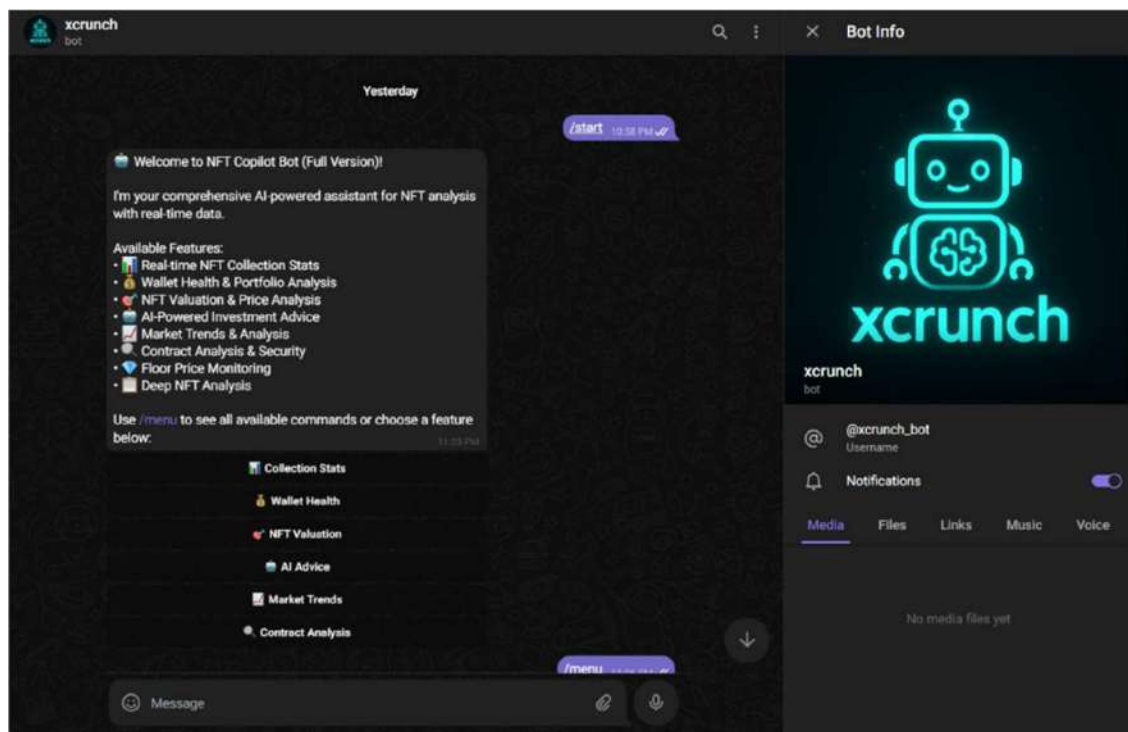 xcrunch
bot
Yesterday
/start 10:58 PM
🤖 Welcome to NFT Copilot Bot (Full Version)!
I'm your comprehensive AI-powered assistant for NFT analysis
with real-time data.
Available Features:
• 📊 Real-time NFT Collection Stats
• 💰 Wallet Health & Portfolio Analysis
• 🎯 NFT Valuation & Price Analysis
• 🤖 AI-Powered Investment Advice
• 📈 Market Trends & Analysis
• 🔍 Contract Analysis & Security
• 💎 Floor Price Monitoring
• 📋 Deep NFT Analysis
Use /menu to see all available commands or choose a feature
below:
📊 Collection Stats
💰 Wallet Health
🎯 NFT Valuation
🤖 AI Advice
📈 Market Trends
🔍 Contract Analysis
/menu
Message
Bot Info
xcrunch
xcrunch
bot
@xcrunch_bot
Username
Notifications
Media Files Links Music Voice
No media files yet